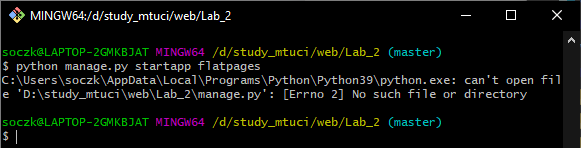 MINGW64:/d/study_mtuci/web/Lab_2
soczk@LAPTOP-2GMKBJAT MINGW64 /d/study_mtuci/web/Lab_2 (master)
$ python manage.py startapp flatpages
C:\Users\soczk\AppData\Local\Programs\Python\Python39\python.exe: can't open fil
e 'D:\study_mtuci\web\Lab_2\manage.py': [Errno 2] No such file or directory
soczk@LAPTOP-2GMKBJAT MINGW64 /d/study_mtuci/web/Lab_2 (master)
$